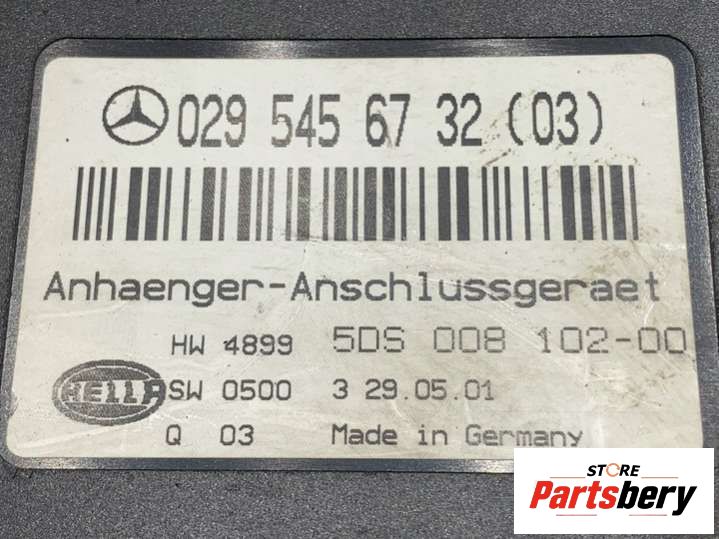 029 545 67 32 (03)
Anhaenger-Anschlussgeraet
HW 4899 5DS 008 102-00
HELLA SW 0500 3 29.05.01
Q 03 Made in Germany
STORE
Partsbery